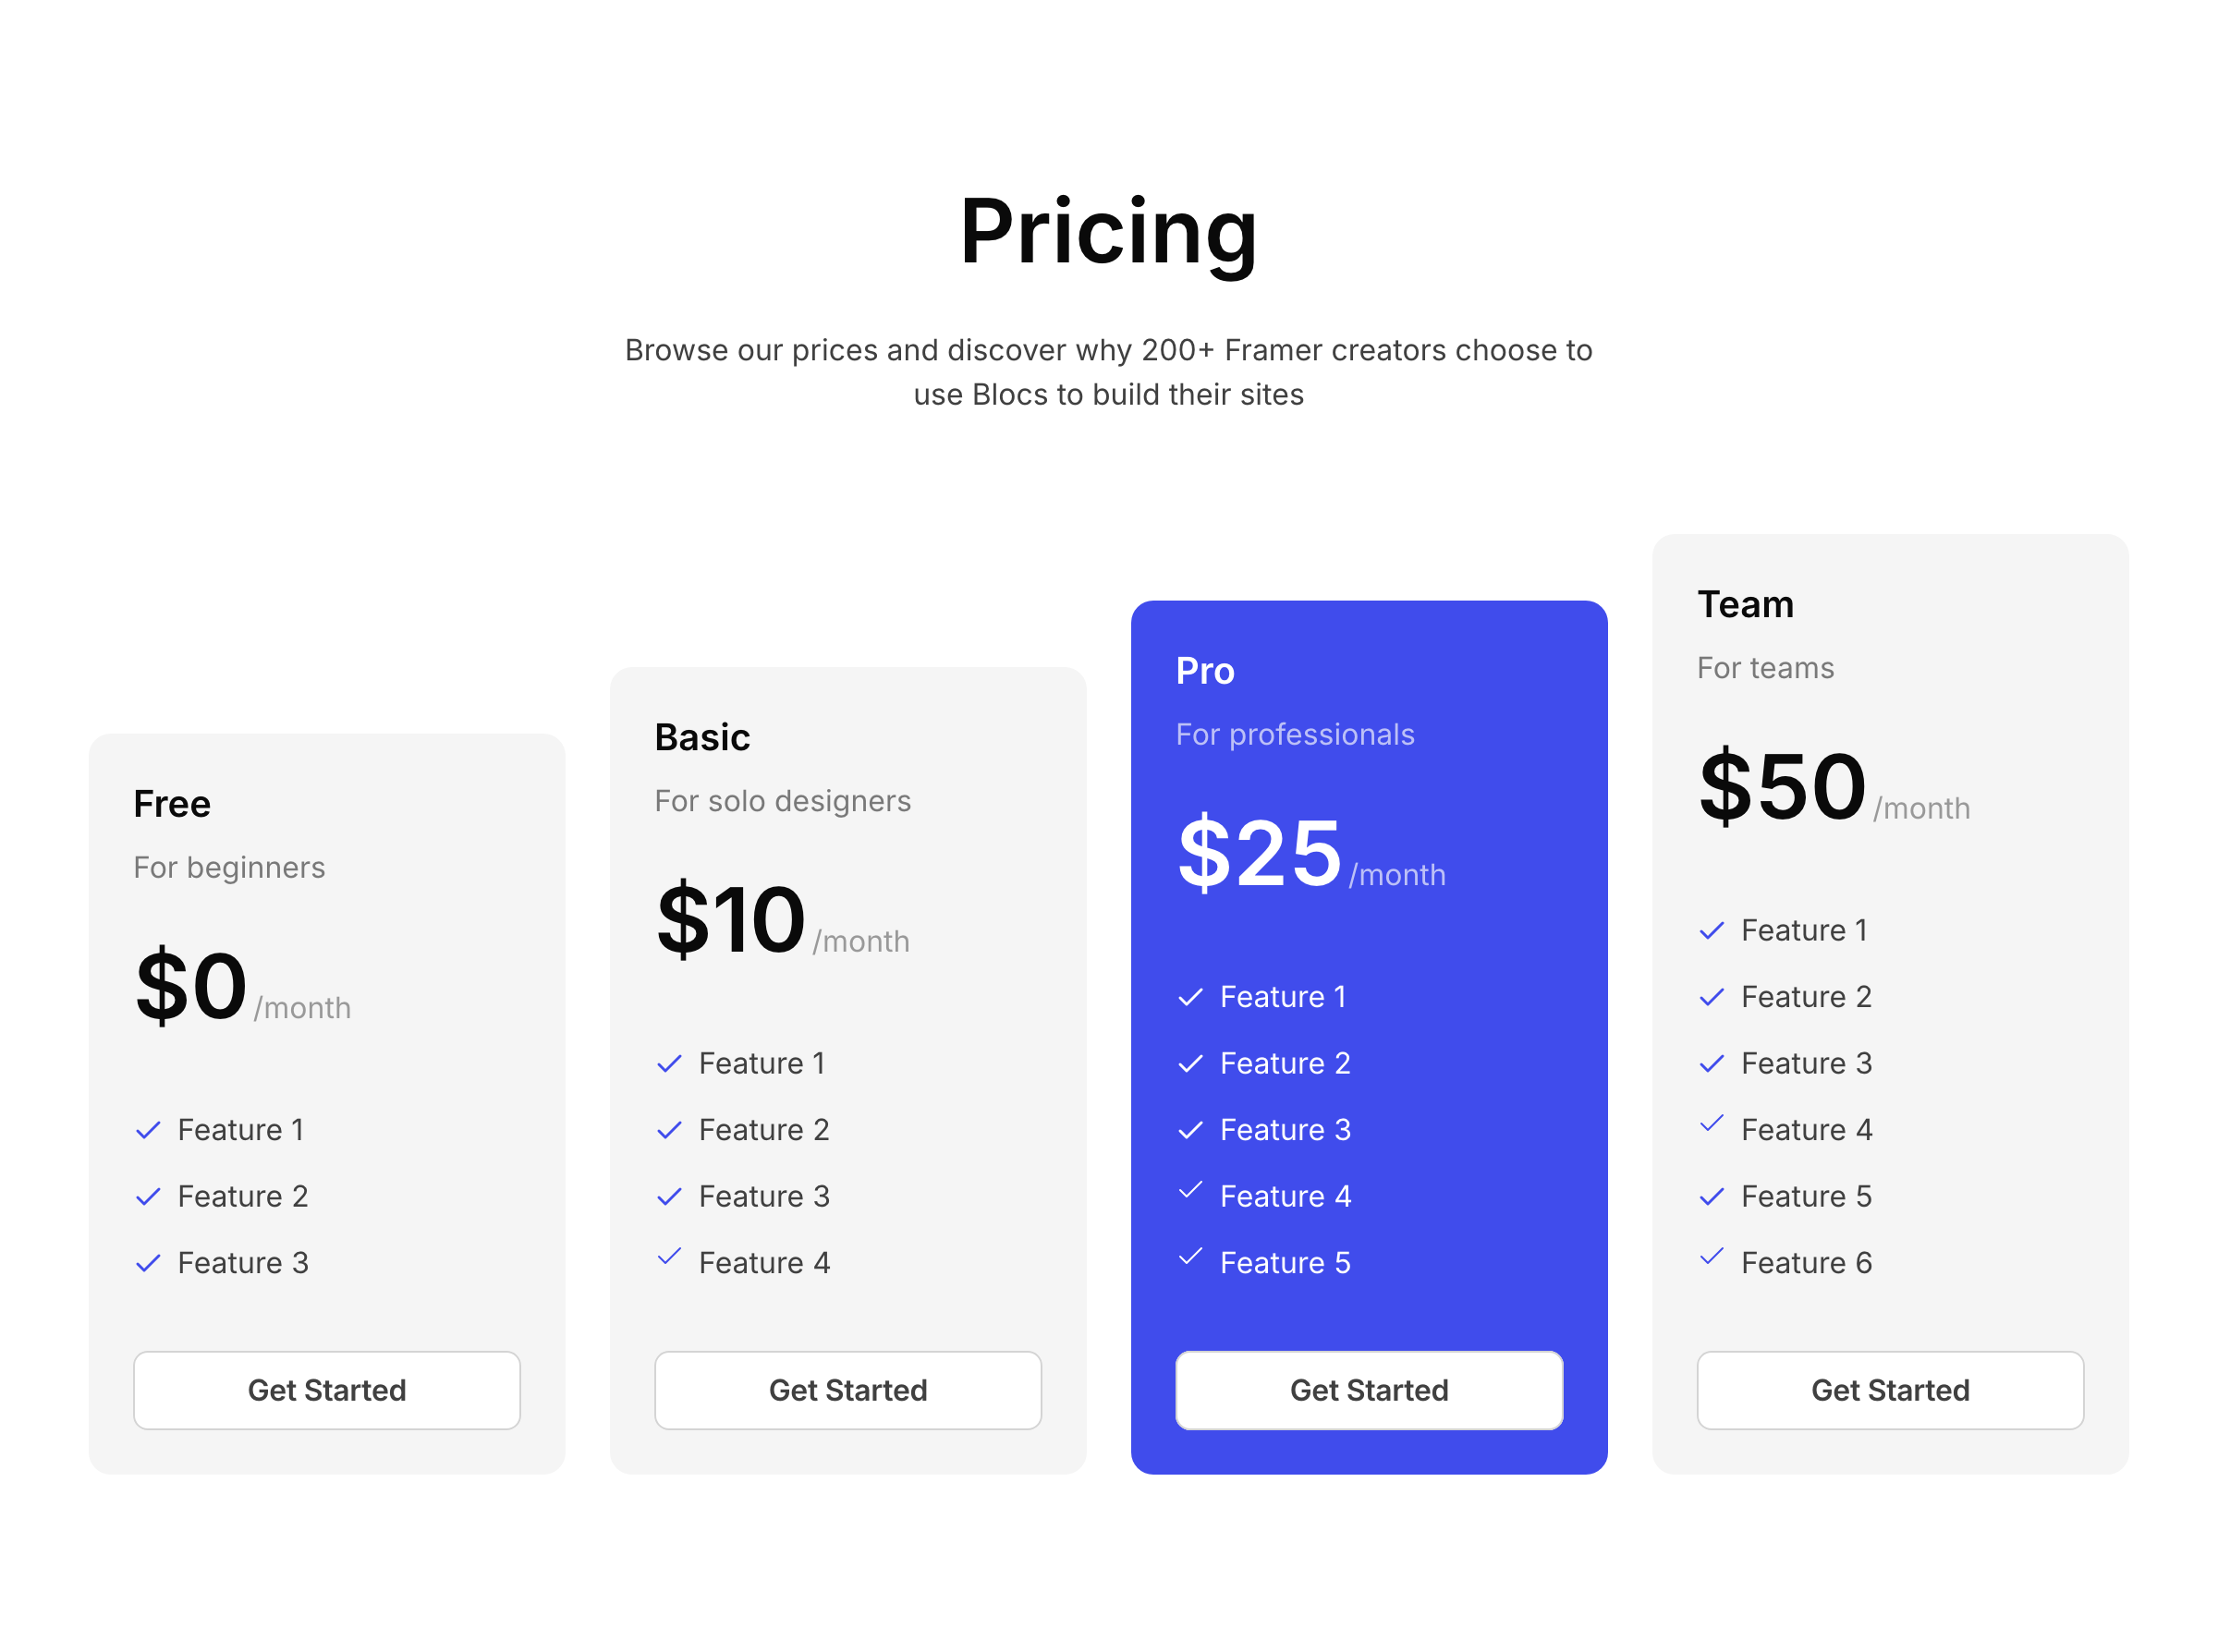 Pricing
Browse our prices and discover why 200+ Framer creators choose to
use Blocs to build their sites
Free
For beginners
$0 /month
Feature 1
Feature 2
Feature 3
Get Started
Basic
For solo designers
$10 /month
Feature 1
Feature 2
Feature 3
Feature 4
Get Started
Pro
For professionals
$25 /month
Feature 1
Feature 2
Feature 3
Feature 4
Feature 5
Get Started
Team
For teams
$50 /month
Feature 1
Feature 2
Feature 3
Feature 4
Feature 5
Feature 6
Get Started